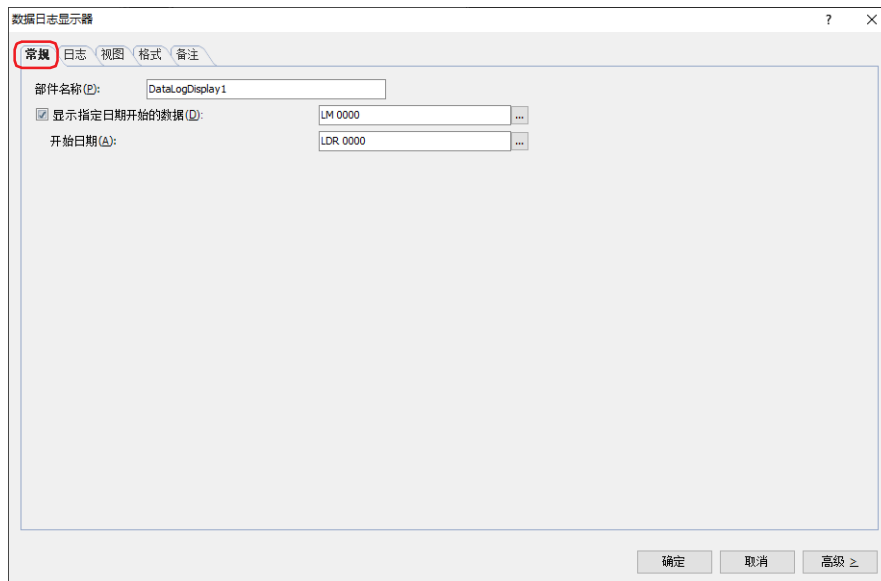 数据日志显示器 ?
常规 日志 视图 格式 备注
部件名称(P): DataLogDisplay1
显示指定日期开始的数据(D): LM 0000 ...
开始日期(A): LDR 0000 ...
确定 取消 高级 ≥